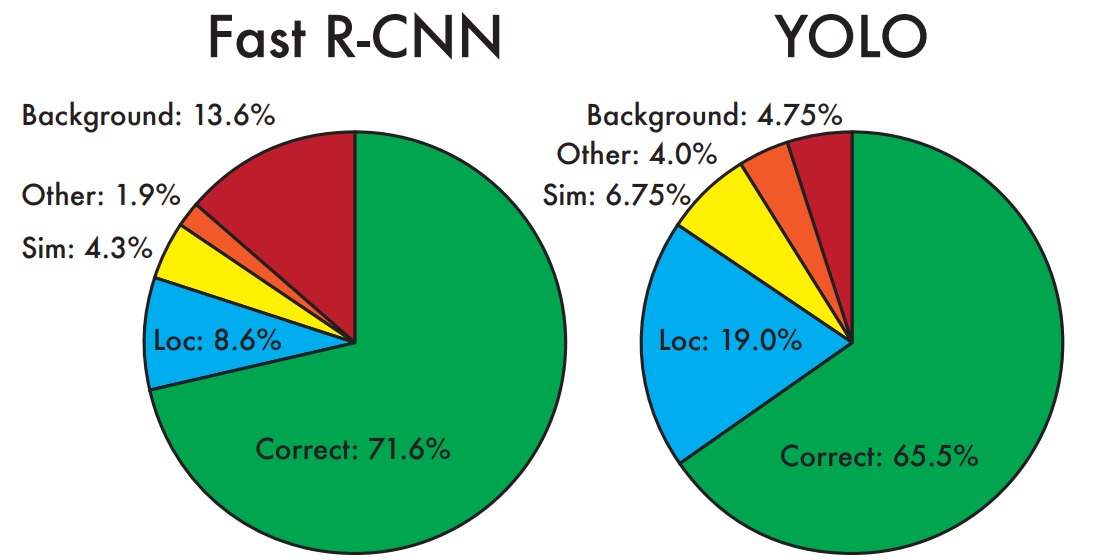 Fast R-CNN
Background: 13.6%
Other: 1.9%
Sim: 4.3%
Loc: 8.6%
Correct: 71.6%
YOLO
Background: 4.75%
Other: 4.0%
Sim: 6.75%
Loc: 19.0%
Correct: 65.5%